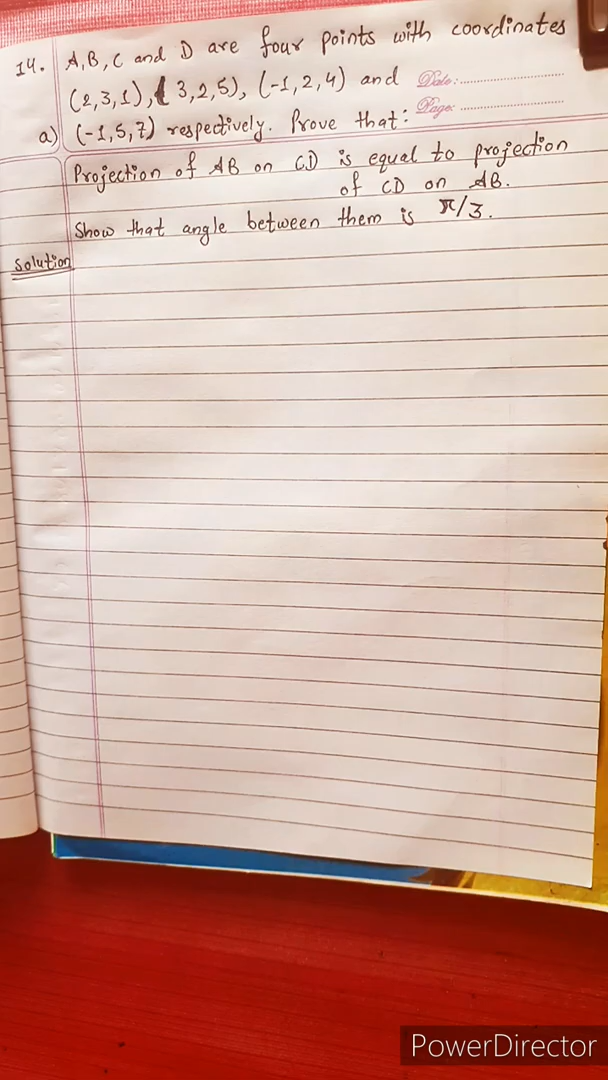 14. A, B, C and D are four points with coordinates
(2,3,1), (3,2,5), (-1,2,4) and Date:
a) (-1,5,7) respectively. Prove that: Page:
Projection of AB on CD is equal to projection
of CD on AB.
Show that angle between them is π/3.
Solution
PowerDirector